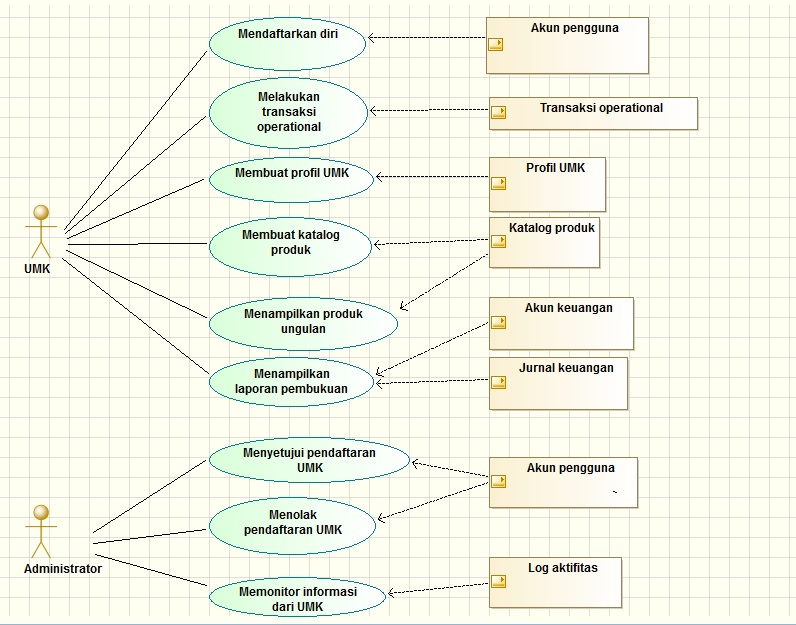 Mendaftarkan diri
Akun pengguna
Melakukan
transaksi
operational
Transaksi operational
Membuat profil UMK
Profil UMK
Membuat katalog
produk
Katalog produk
UMK
Menampilkan produk
ungulan
Akun keuangan
Menampilkan
laporan pembukuan
Jurnal keuangan
Menyetujui pendaftaran
UMK
Akun pengguna
Menolak
pendaftaran UMK
Administrator
Memonitor informasi
dari UMK
Log aktifitas